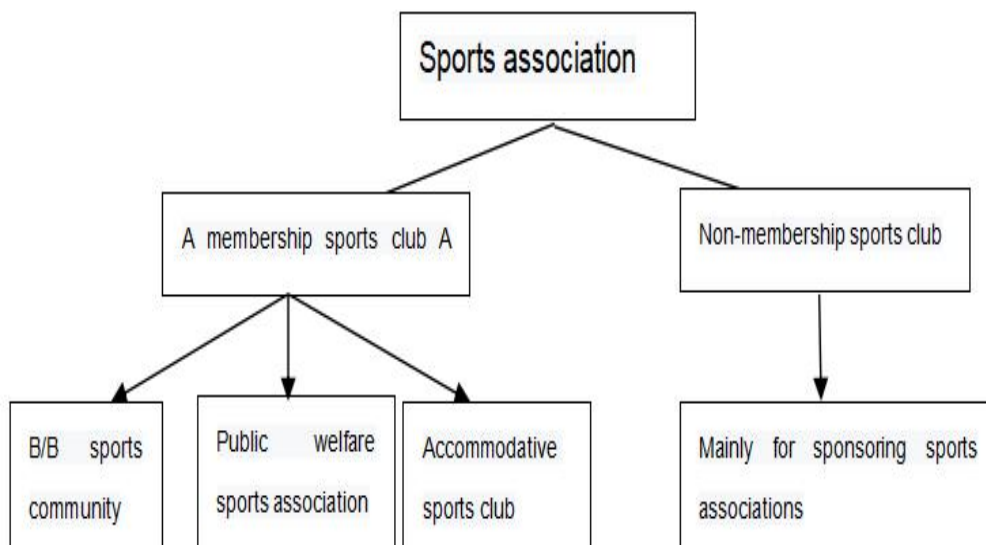 Sports association
A membership sports club A
Non-membership sports club
B/B sports
community
Public welfare
sports association
Accommodative
sports club
Mainly for sponsoring sports
associations